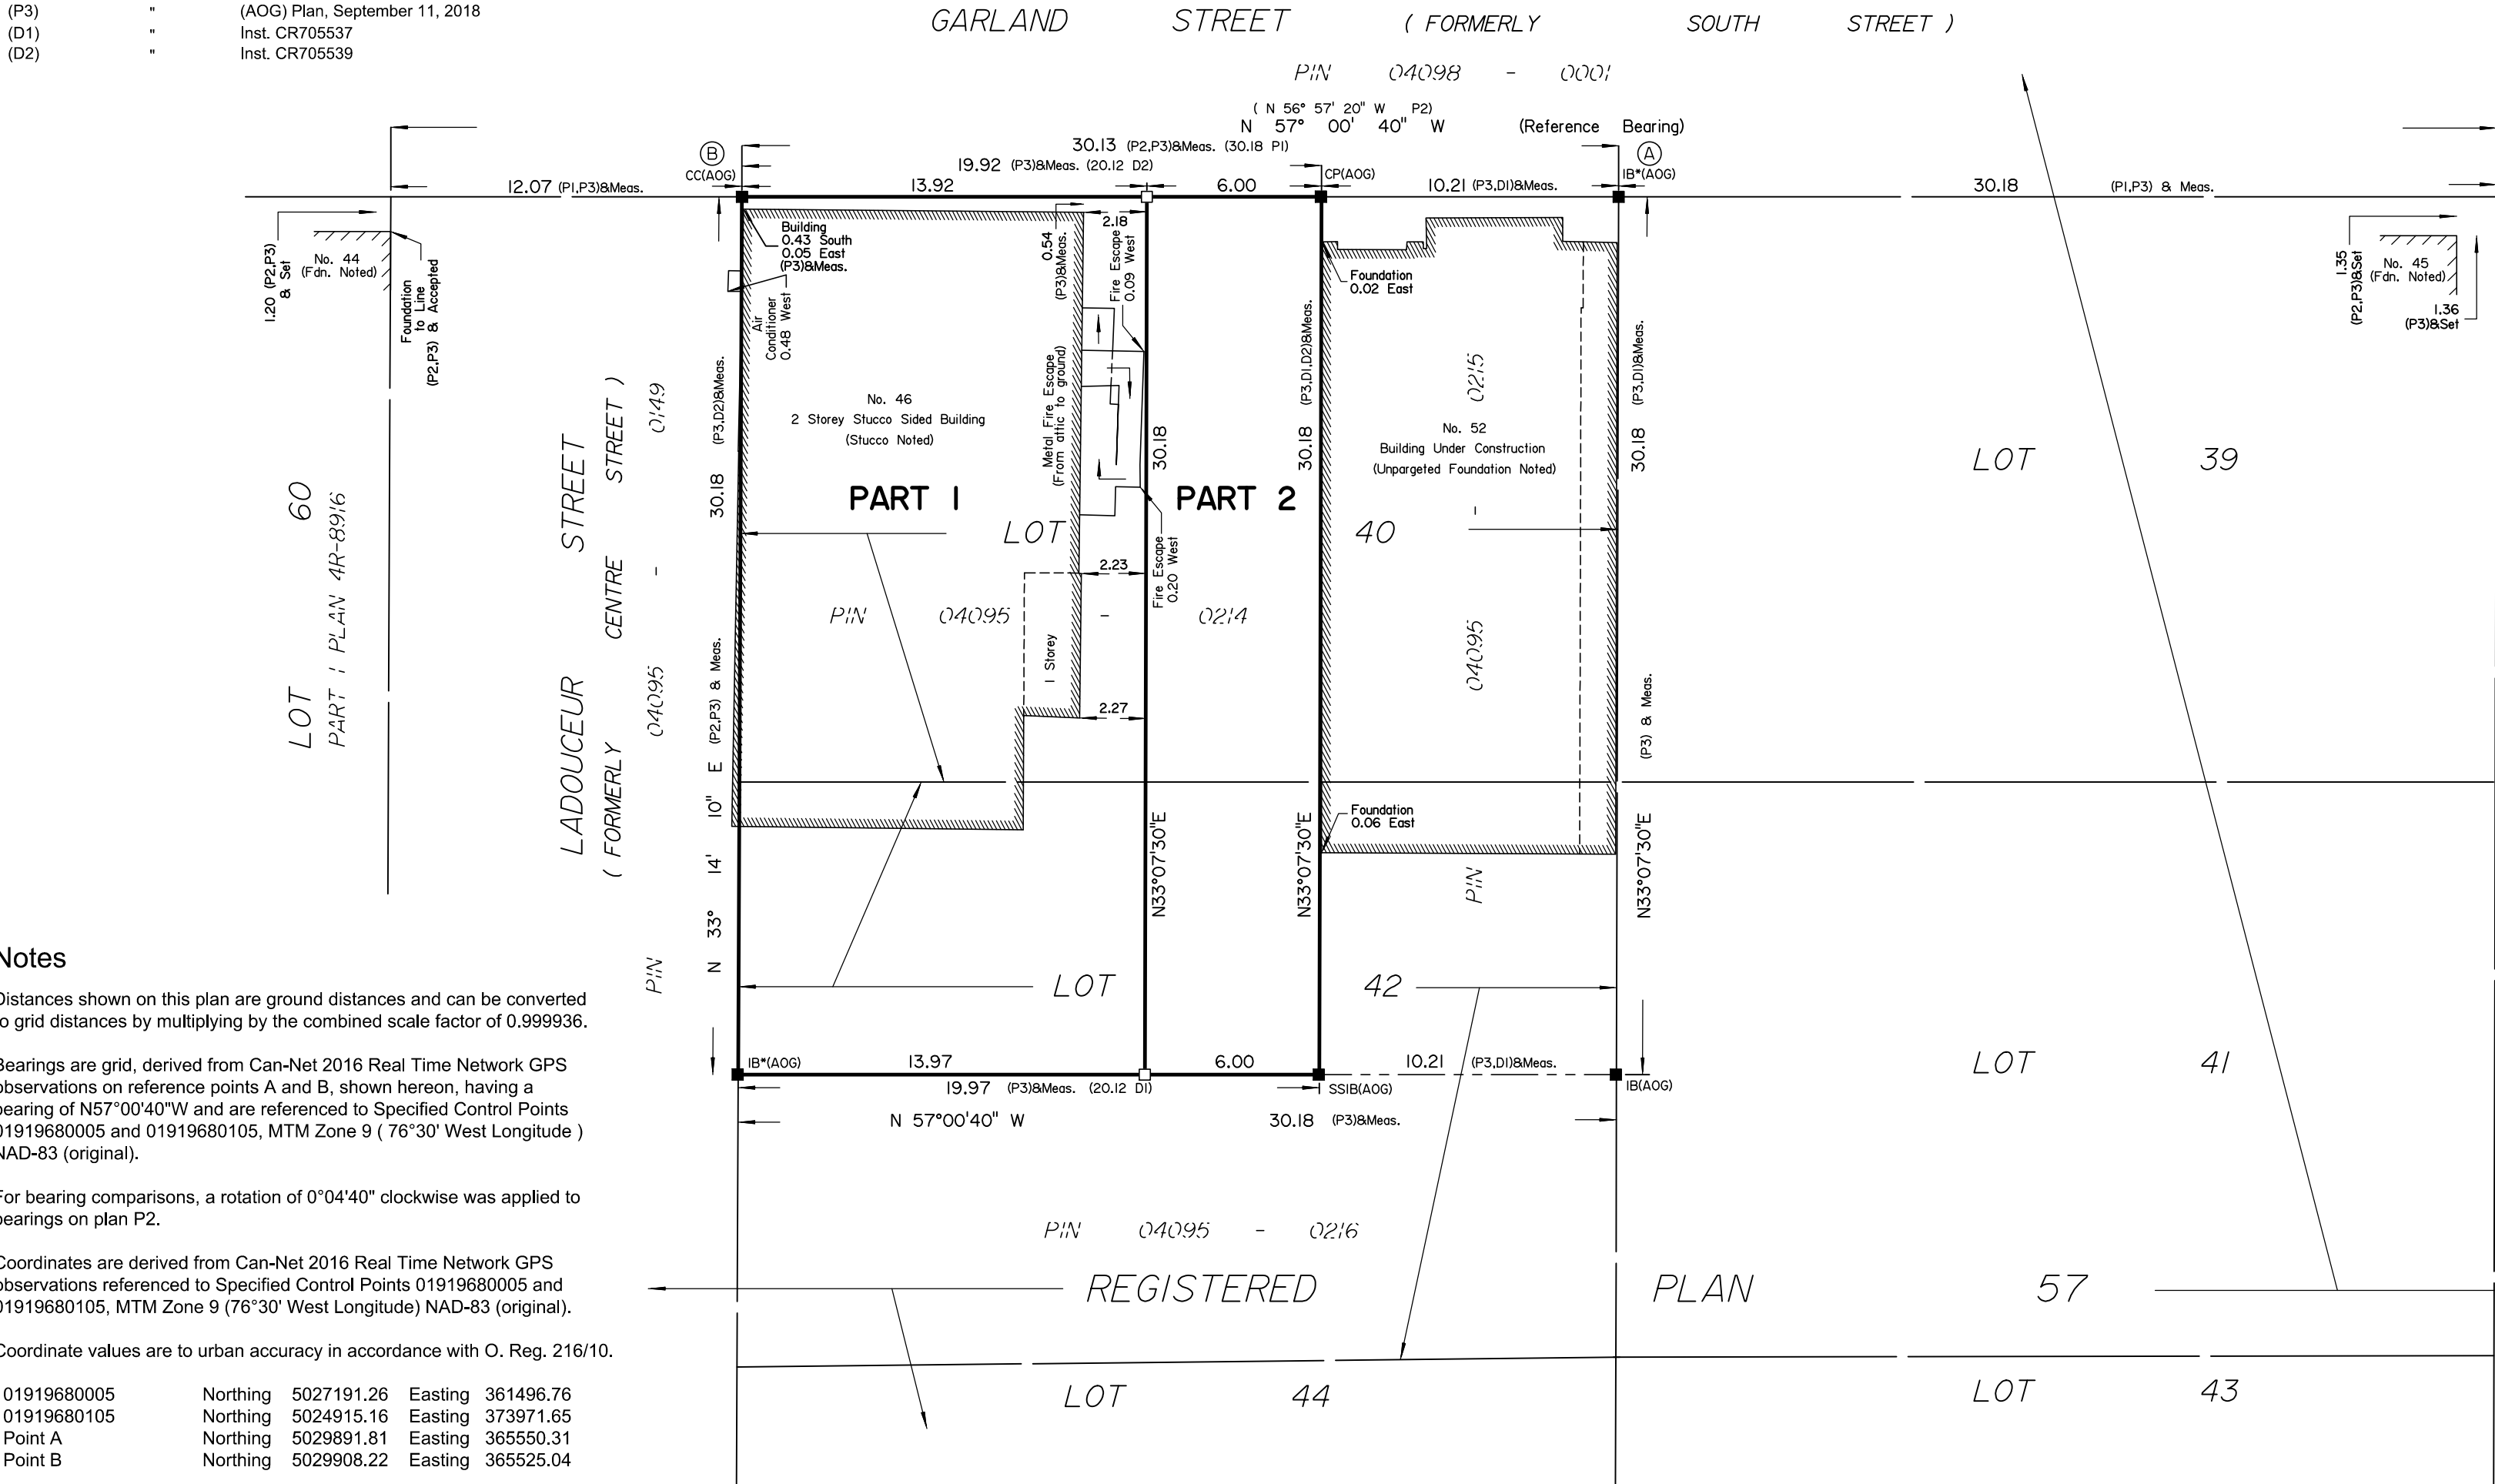 (P3) " (AOG) Plan, September 11, 2018
(D1) " Inst. CR705537
(D2) " Inst. CR705539
GARLAND STREET ( FORMERLY SOUTH STREET )
PIN 04098 - 0001
( N 56° 57' 20" W P2)
N 57° 00' 40" W (Reference Bearing)
30.13 (P2,P3)&Meas. (30.18 P1)
19.92 (P3)&Meas. (20.12 D2)
B
CC(AOG)
A
CP(AOG)
IB*(AOG)
12.07 (P1,P3)&Meas.
13.92
6.00
10.21 (P3,D1)&Meas.
30.18 (P1,P3) & Meas.
1.20 (P2,P3)
& Set
No. 44
(Fdn. Noted)
Foundation
to Line
(P2,P3) & Accepted
Building
0.43 South
0.05 East
(P3)&Meas.
Air
Conditioner
0.48 West
0.54
(P3)&Meas.
2.18
Fire Escape
0.09 West
Foundation
0.02 East
1.35
(P2,P3)&Set
No. 45
(Fdn. Noted)
1.36
(P3)&Set
No. 46
2 Storey Stucco Sided Building
(Stucco Noted)
Metal Fire Escape
(From attic to ground)
No. 52
Building Under Construction
(Unpargeted Foundation Noted)
30.18 (P3,D2)&Meas.
30.18
30.18 (P3,D1,D2)&Meas.
30.18 (P3,D1)&Meas.
PART 1
PART 2
LOT 40
LOT 39
LOT 60
PART 1 PLAN 4R-8916
LADOUCEUR STREET
( FORMERLY CENTRE STREET )
PIN 04095 - 0149
Fire Escape
0.20 West
2.23
PIN 04095 - 0214
PIN 04095 - 0215
1 Storey
2.27
N 33° 14' 10" E (P2,P3) & Meas.
N33°07'30"E
N33°07'30"E
N33°07'30"E
(P3) & Meas.
Foundation
0.06 East
LOT 42
LOT 41
IB*(AOG)
13.97
6.00
10.21 (P3,D1)&Meas.
19.97 (P3)&Meas. (20.12 D1)
SSIB(AOG)
IB(AOG)
N 57°00'40" W 30.18 (P3)&Meas.
PIN 04095 - 0216
REGISTERED PLAN 57
LOT 44
LOT 43
Notes
Distances shown on this plan are ground distances and can be converted
to grid distances by multiplying by the combined scale factor of 0.999936.
Bearings are grid, derived from Can-Net 2016 Real Time Network GPS
observations on reference points A and B, shown hereon, having a
bearing of N57°00'40"W and are referenced to Specified Control Points
01919680005 and 01919680105, MTM Zone 9 ( 76°30' West Longitude )
NAD-83 (original).
For bearing comparisons, a rotation of 0°04'40" clockwise was applied to
bearings on plan P2.
Coordinates are derived from Can-Net 2016 Real Time Network GPS
observations referenced to Specified Control Points 01919680005 and
01919680105, MTM Zone 9 (76°30' West Longitude) NAD-83 (original).
Coordinate values are to urban accuracy in accordance with O. Reg. 216/10.
01919680005 Northing 5027191.26 Easting 361496.76
01919680105 Northing 5024915.16 Easting 373971.65
Point A Northing 5029891.81 Easting 365550.31
Point B Northing 5029908.22 Easting 365525.04